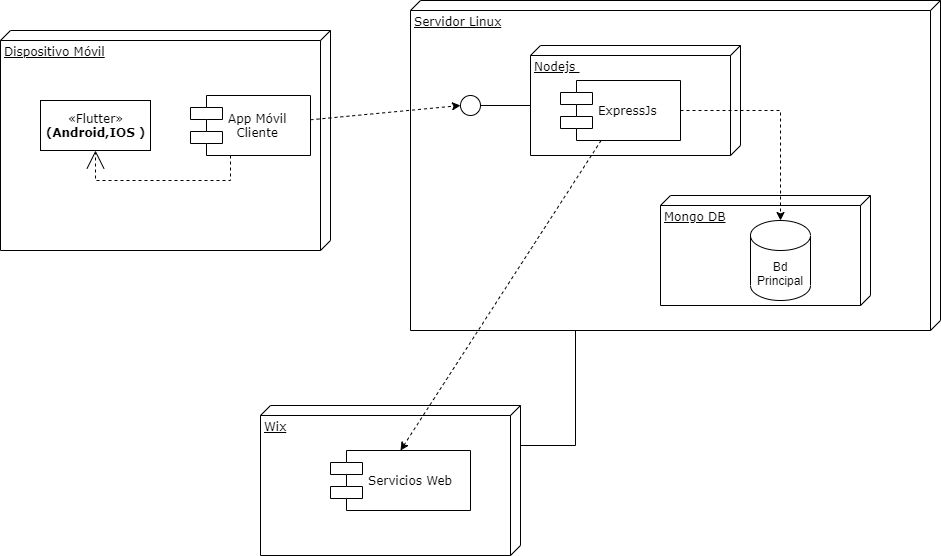 Dispositivo Móvil
«Flutter»
(Android,IOS )
App Móvil
Cliente
Servidor Linux
Nodejs
ExpressJs
Mongo DB
Bd
Principal
Wix
Servicios Web